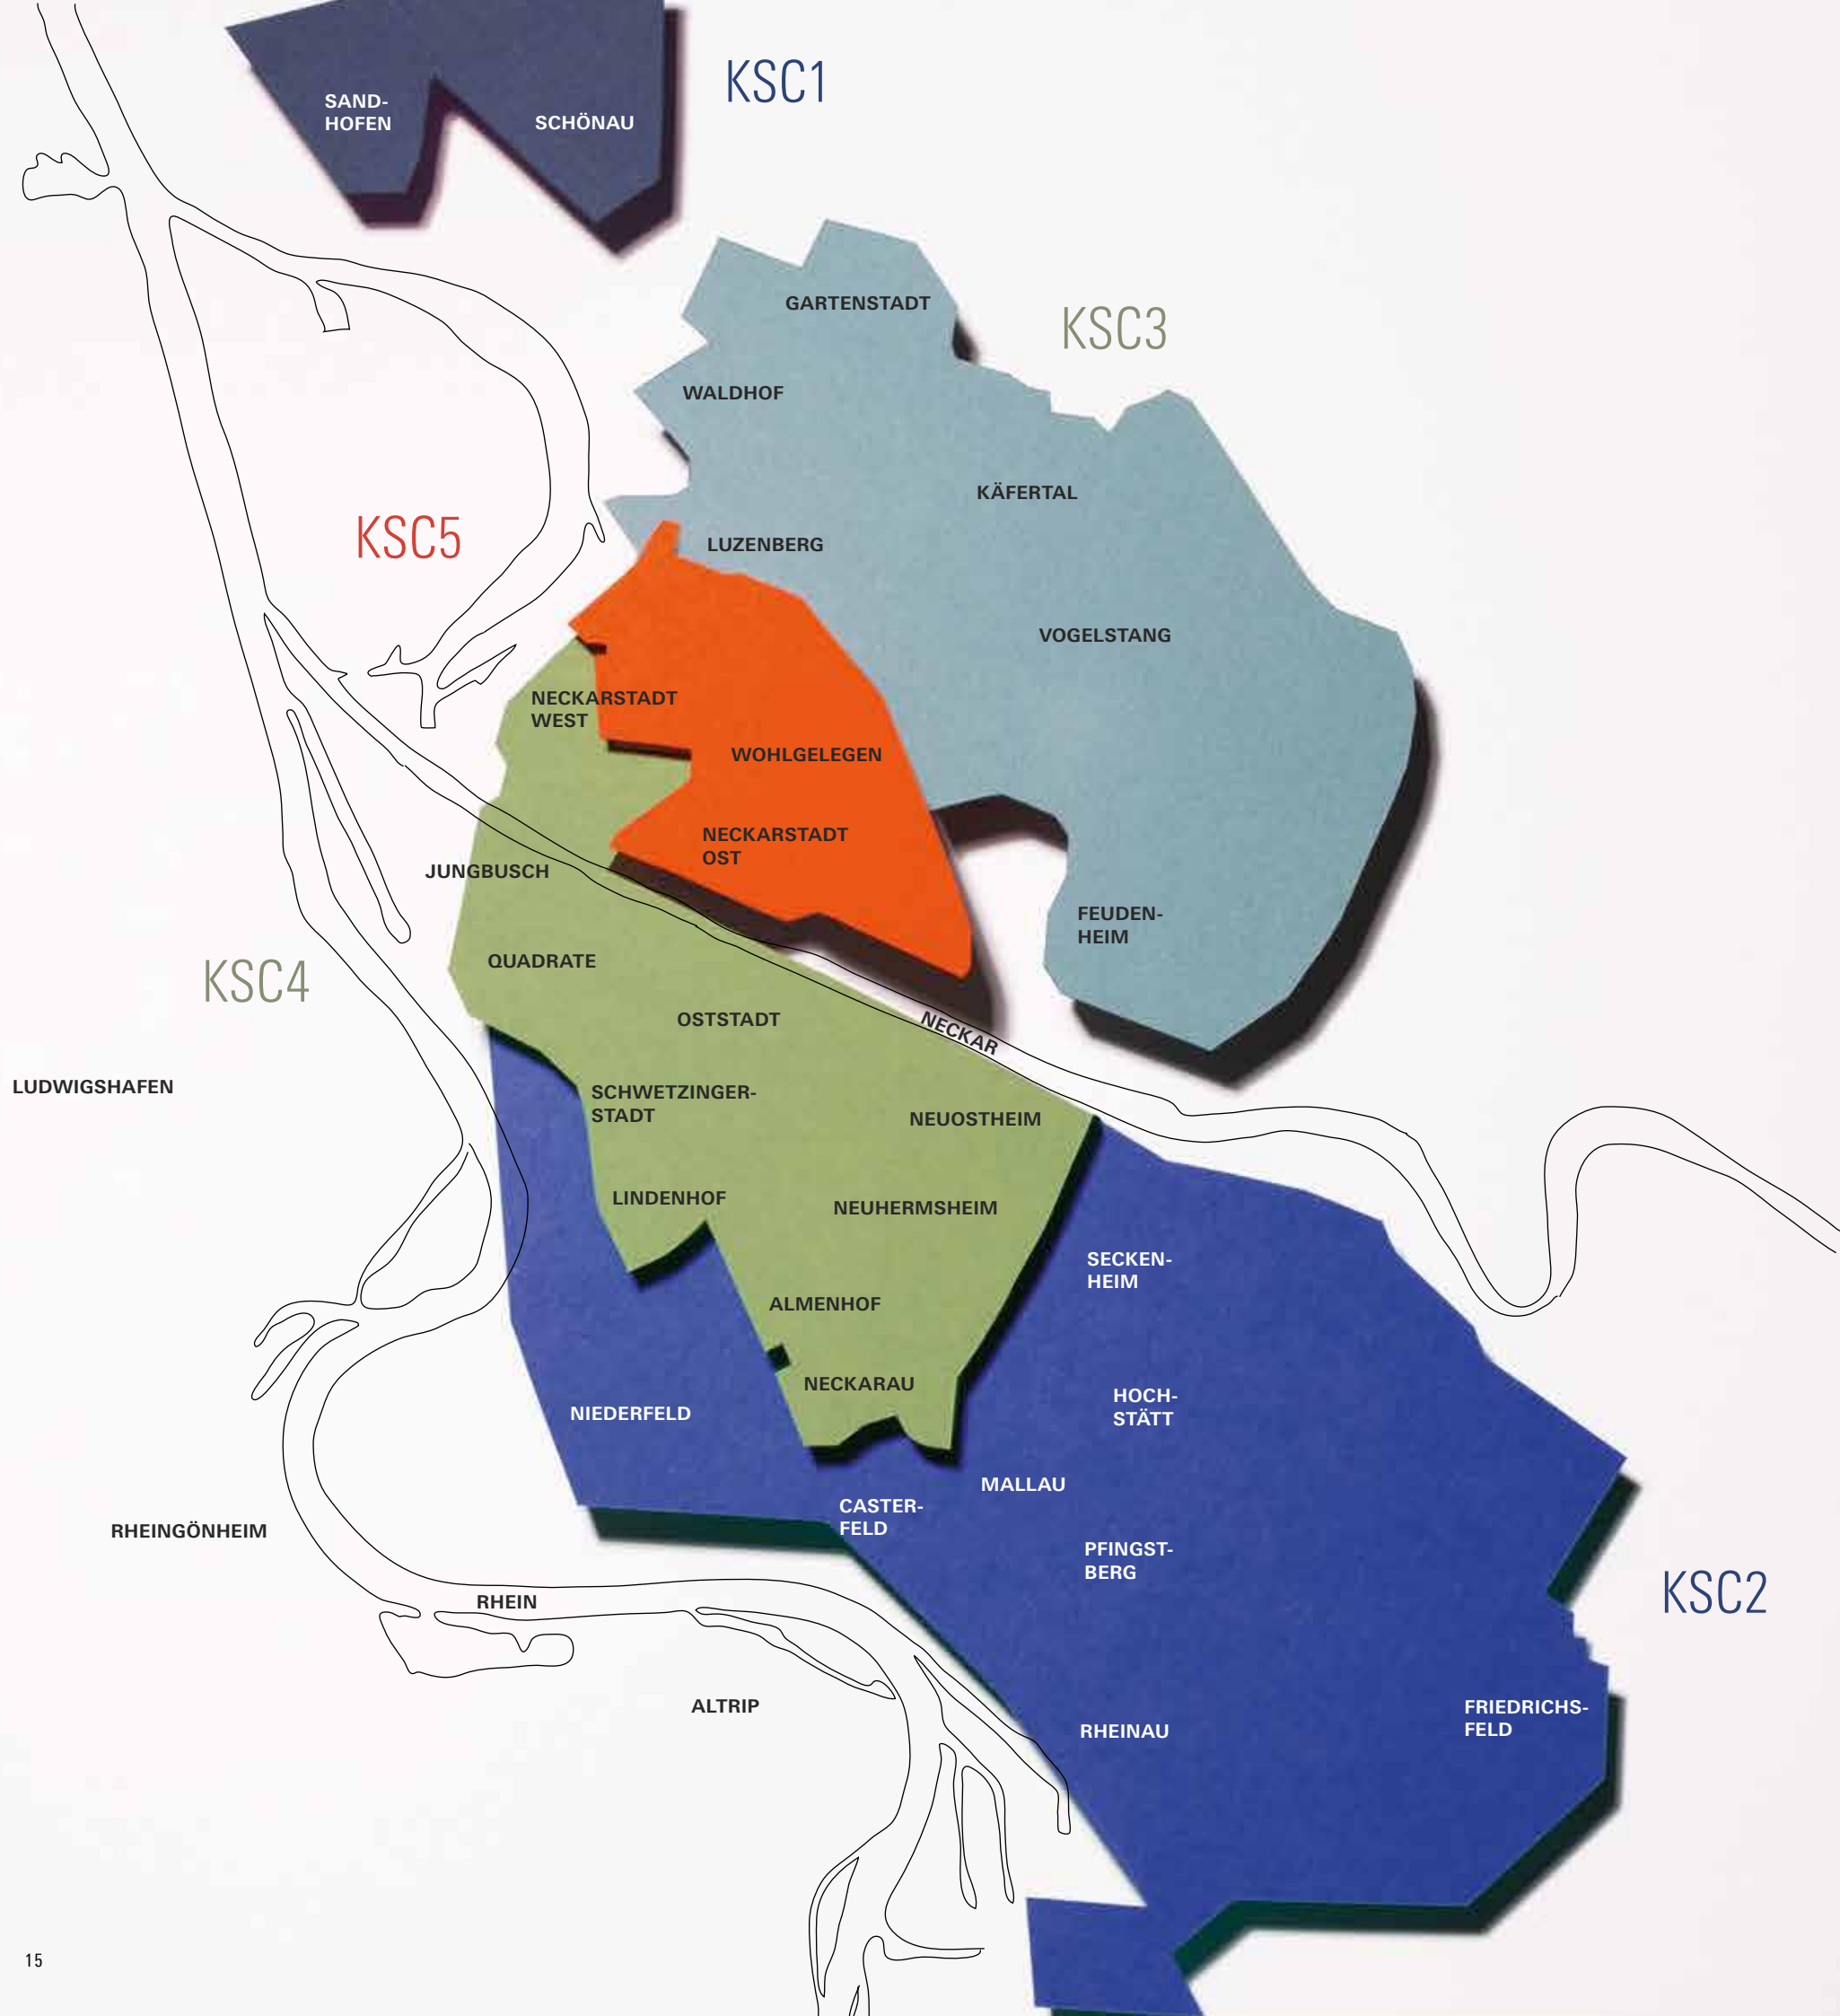 KSC1
SAND-
HOFEN
SCHÖNAU
GARTENSTADT
KSC3
WALDHOF
KÄFERTAL
KSC5
LUZENBERG
VOGELSTANG
NECKARSTADT
WEST
WOHLGELEGEN
NECKARSTADT
OST
JUNGBUSCH
FEUDEN-
HEIM
QUADRATE
KSC4
OSTSTADT
NECKAR
LUDWIGSHAFEN
SCHWETZINGER-
STADT
NEUOSTHEIM
LINDENHOF
NEUHERMSHEIM
SECKEN-
HEIM
ALMENHOF
NECKARAU
HOCH-
STÄTT
NIEDERFELD
MALLAU
CASTER-
FELD
RHEINGÖNHEIM
PFINGST-
BERG
KSC2
RHEIN
ALTRIP
FRIEDRICHS-
FELD
RHEINAU
15